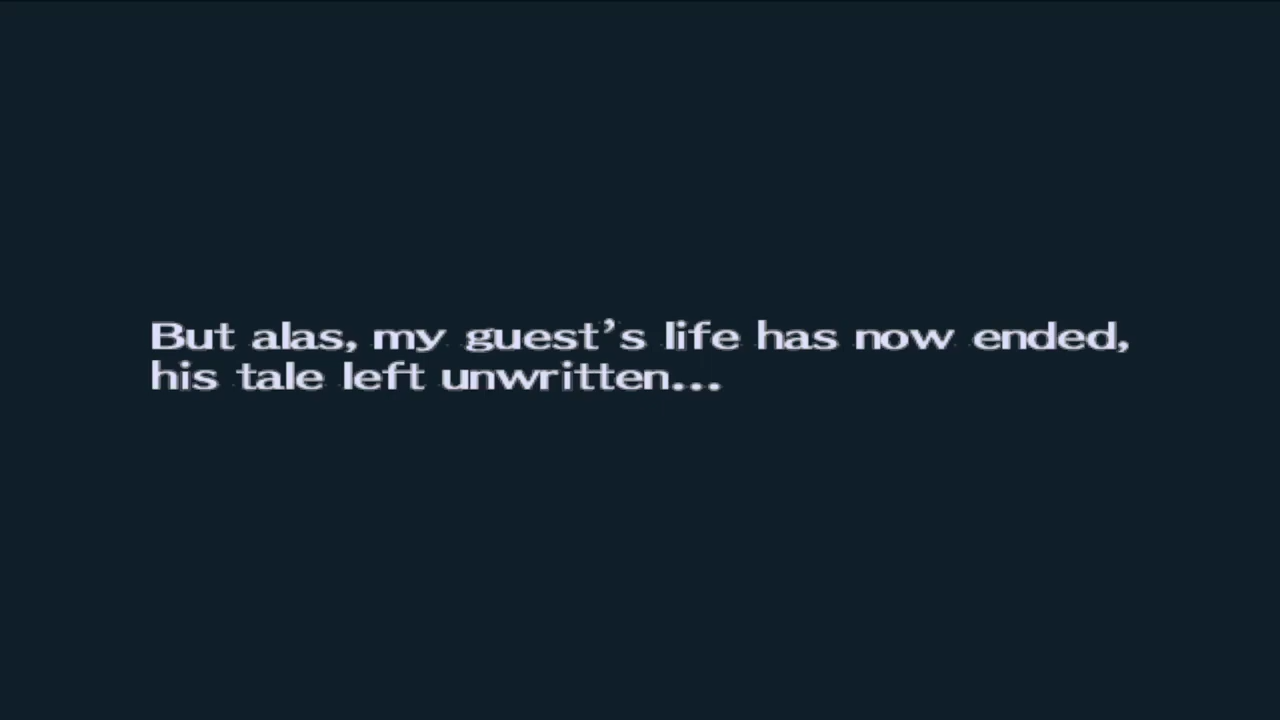 But alas, my guest’s life has now ended,
his tale left unwritten...